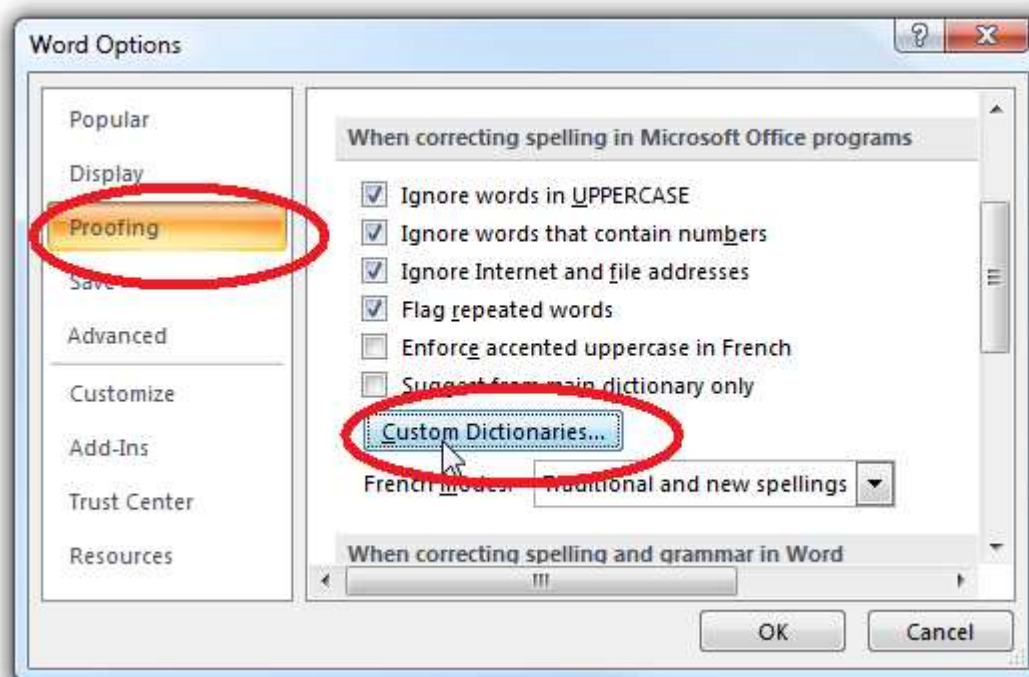 Word Options
Popular
Display
Proofing
Save
Advanced
Customize
Add-Ins
Trust Center
Resources
When correcting spelling in Microsoft Office programs
Ignore words in UPPERCASE
Ignore words that contain numbers
Ignore Internet and file addresses
Flag repeated words
Enforce accented uppercase in French
Suggest from main dictionary only
Custom Dictionaries...
French modes: Traditional and new spellings
When correcting spelling and grammar in Word
OK Cancel